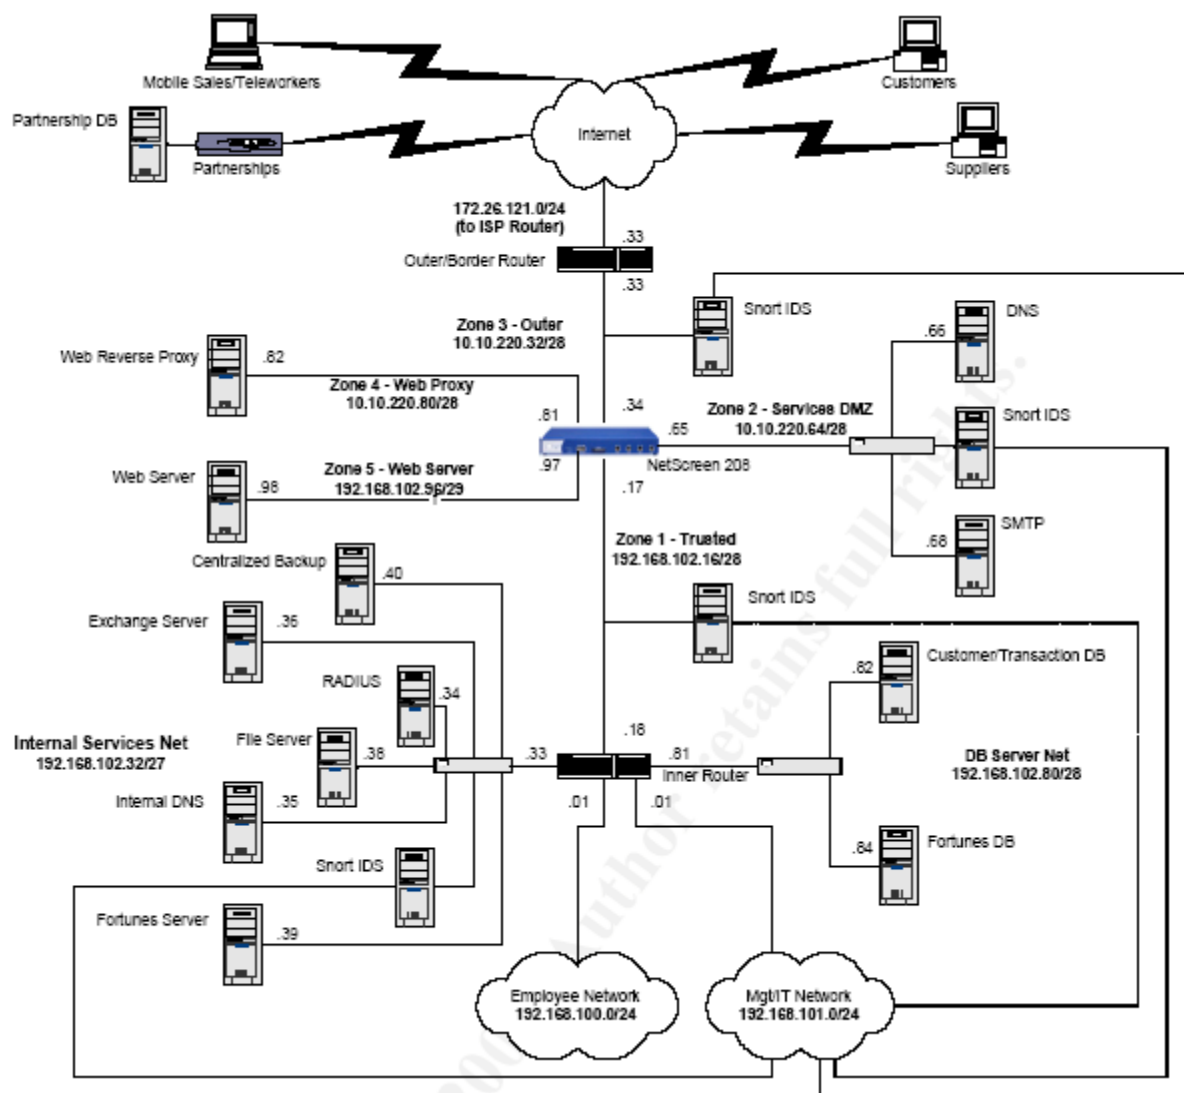 Mobile Sales/Teleworkers
Customers
Partnership DB
Internet
Partnerships
Suppliers
172.26.121.0/24
(to ISP Router)
.33
Outer/Border Router
.33
Snort IDS
DNS
Zone 3 - Outer
10.10.220.32/28
.66
Web Reverse Proxy
.82
Zone 4 - Web Proxy
10.10.220.80/28
.81
.34
Zone 2 - Services DMZ
10.10.220.64/28
Snort IDS
.65
.97
NetScreen 208
Web Server
.98
Zone 5 - Web Server
192.168.102.96/29
.17
SMTP
.68
Zone 1 - Trusted
192.168.102.16/28
Centralized Backup
.40
Snort IDS
Exchange Server
.36
Customer/Transaction DB
.82
RADIUS
.34
Internal Services Net
192.168.102.32/27
File Server
.38
.33
.18
.81
Inner Router
DB Server Net
192.168.102.80/28
Internal DNS
.35
.01
.01
Snort IDS
.84
Fortunes DB
Fortunes Server
.39
Employee Network
192.168.100.0/24
Mgt/IT Network
192.168.101.0/24
Author retains full rights.